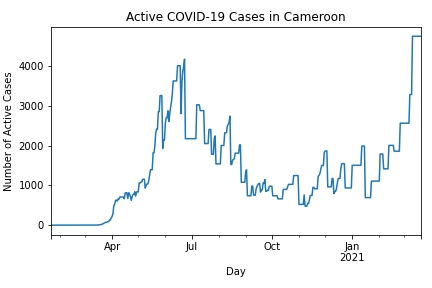 Active COVID-19 Cases in Cameroon
Number of Active Cases
4000
3000
2000
1000
0
Apr
Jul
Oct
Jan
2021
Day